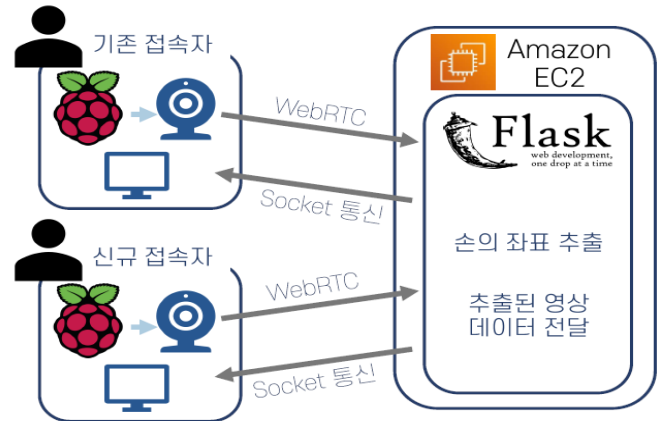 기존 접속자
WebRTC
Socket 통신
신규 접속자
WebRTC
Socket 통신
Amazon
EC2
Flask
web development,
one drop at a time
손의 좌표 추출
추출된 영상
데이터 전달